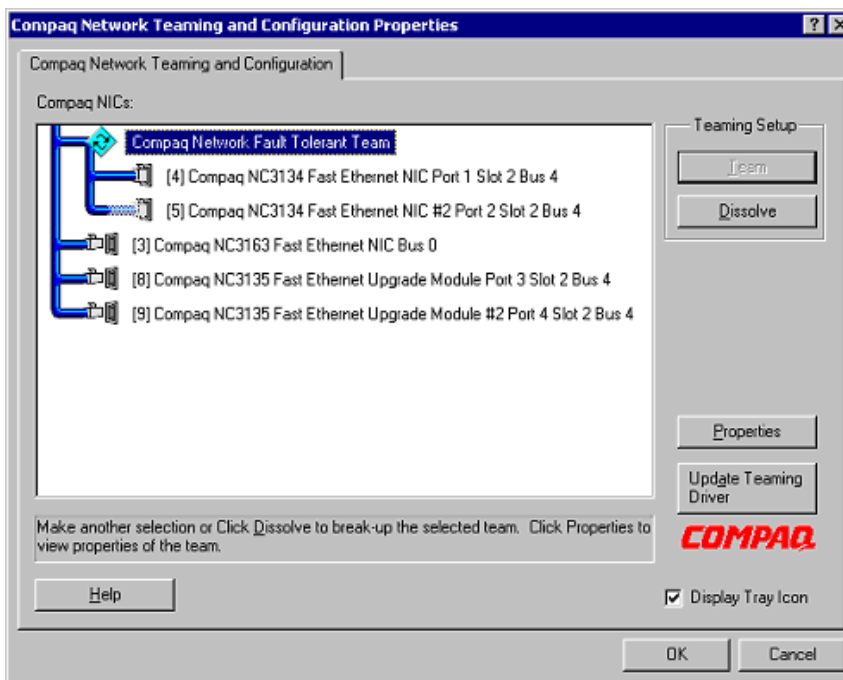 Compaq Network Teaming and Configuration Properties
Compaq Network Teaming and Configuration
Compaq NICs:
Compaq Network Fault Tolerant Team
[4] Compaq NC3134 Fast Ethernet NIC Port 1 Slot 2 Bus 4
[5] Compaq NC3134 Fast Ethernet NIC #2 Port 2 Slot 2 Bus 4
[3] Compaq NC3163 Fast Ethernet NIC Bus 0
[8] Compaq NC3135 Fast Ethernet Upgrade Module Port 3 Slot 2 Bus 4
[9] Compaq NC3135 Fast Ethernet Upgrade Module #2 Port 4 Slot 2 Bus 4
Teaming Setup
Team
Dissolve
Properties
Update Teaming
Driver
COMPAQ
Make another selection or Click Dissolve to break-up the selected team. Click Properties to
view properties of the team.
Help
Display Tray Icon
OK
Cancel